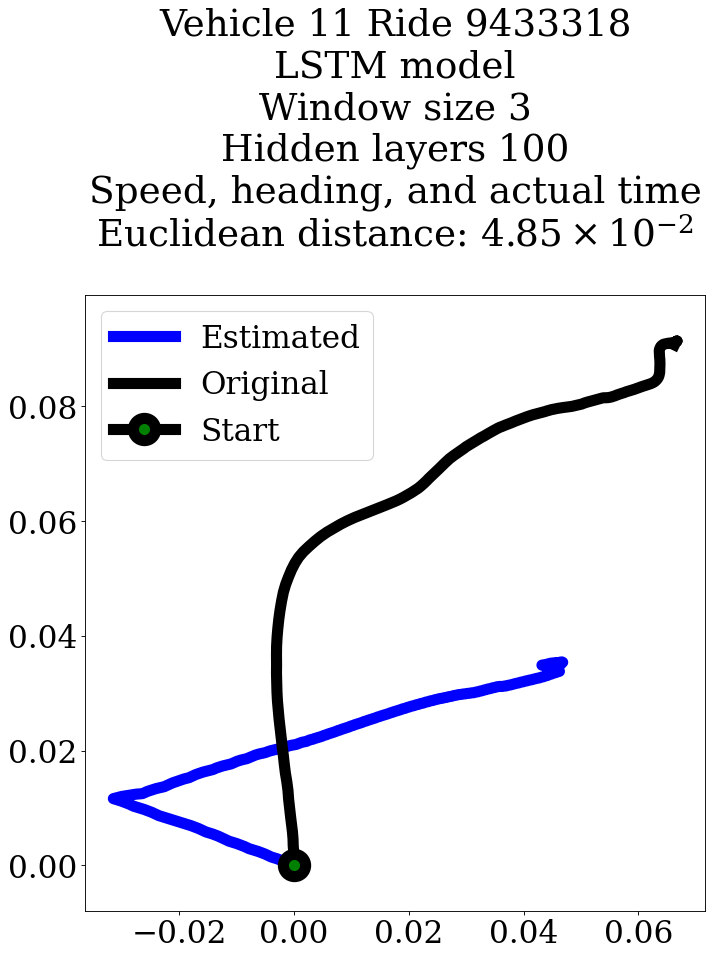 Vehicle 11 Ride 9433318
LSTM model
Window size 3
Hidden layers 100
Speed, heading, and actual time
Euclidean distance: 4.85 × 10⁻²
Estimated
Original
Start
0.08
0.06
0.04
0.02
0.00
−0.02 0.00 0.02 0.04 0.06